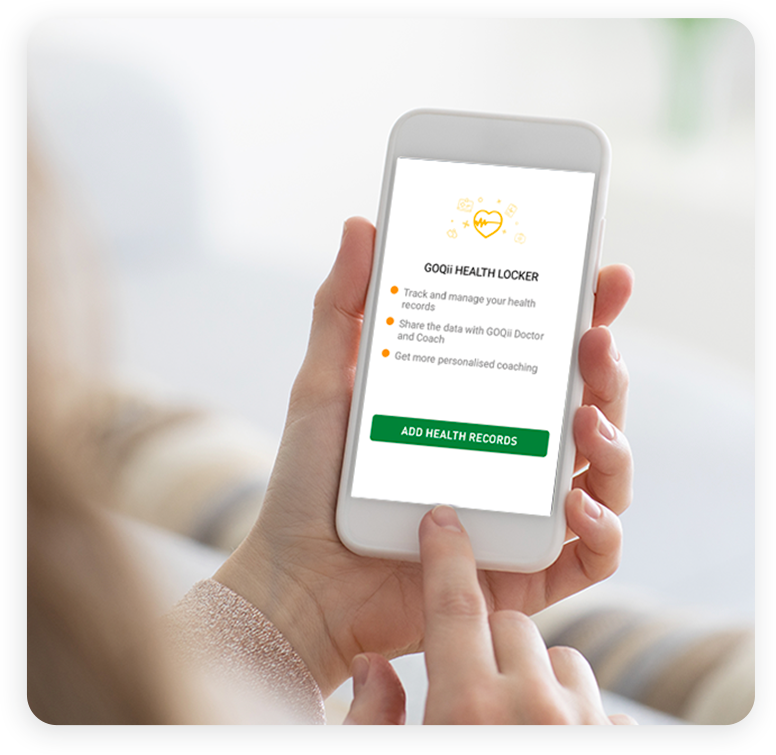 GOQii HEALTH LOCKER
Track and manage your health
records
Share the data with GOQii Doctor
and Coach
Get more personalised coaching
ADD HEALTH RECORDS